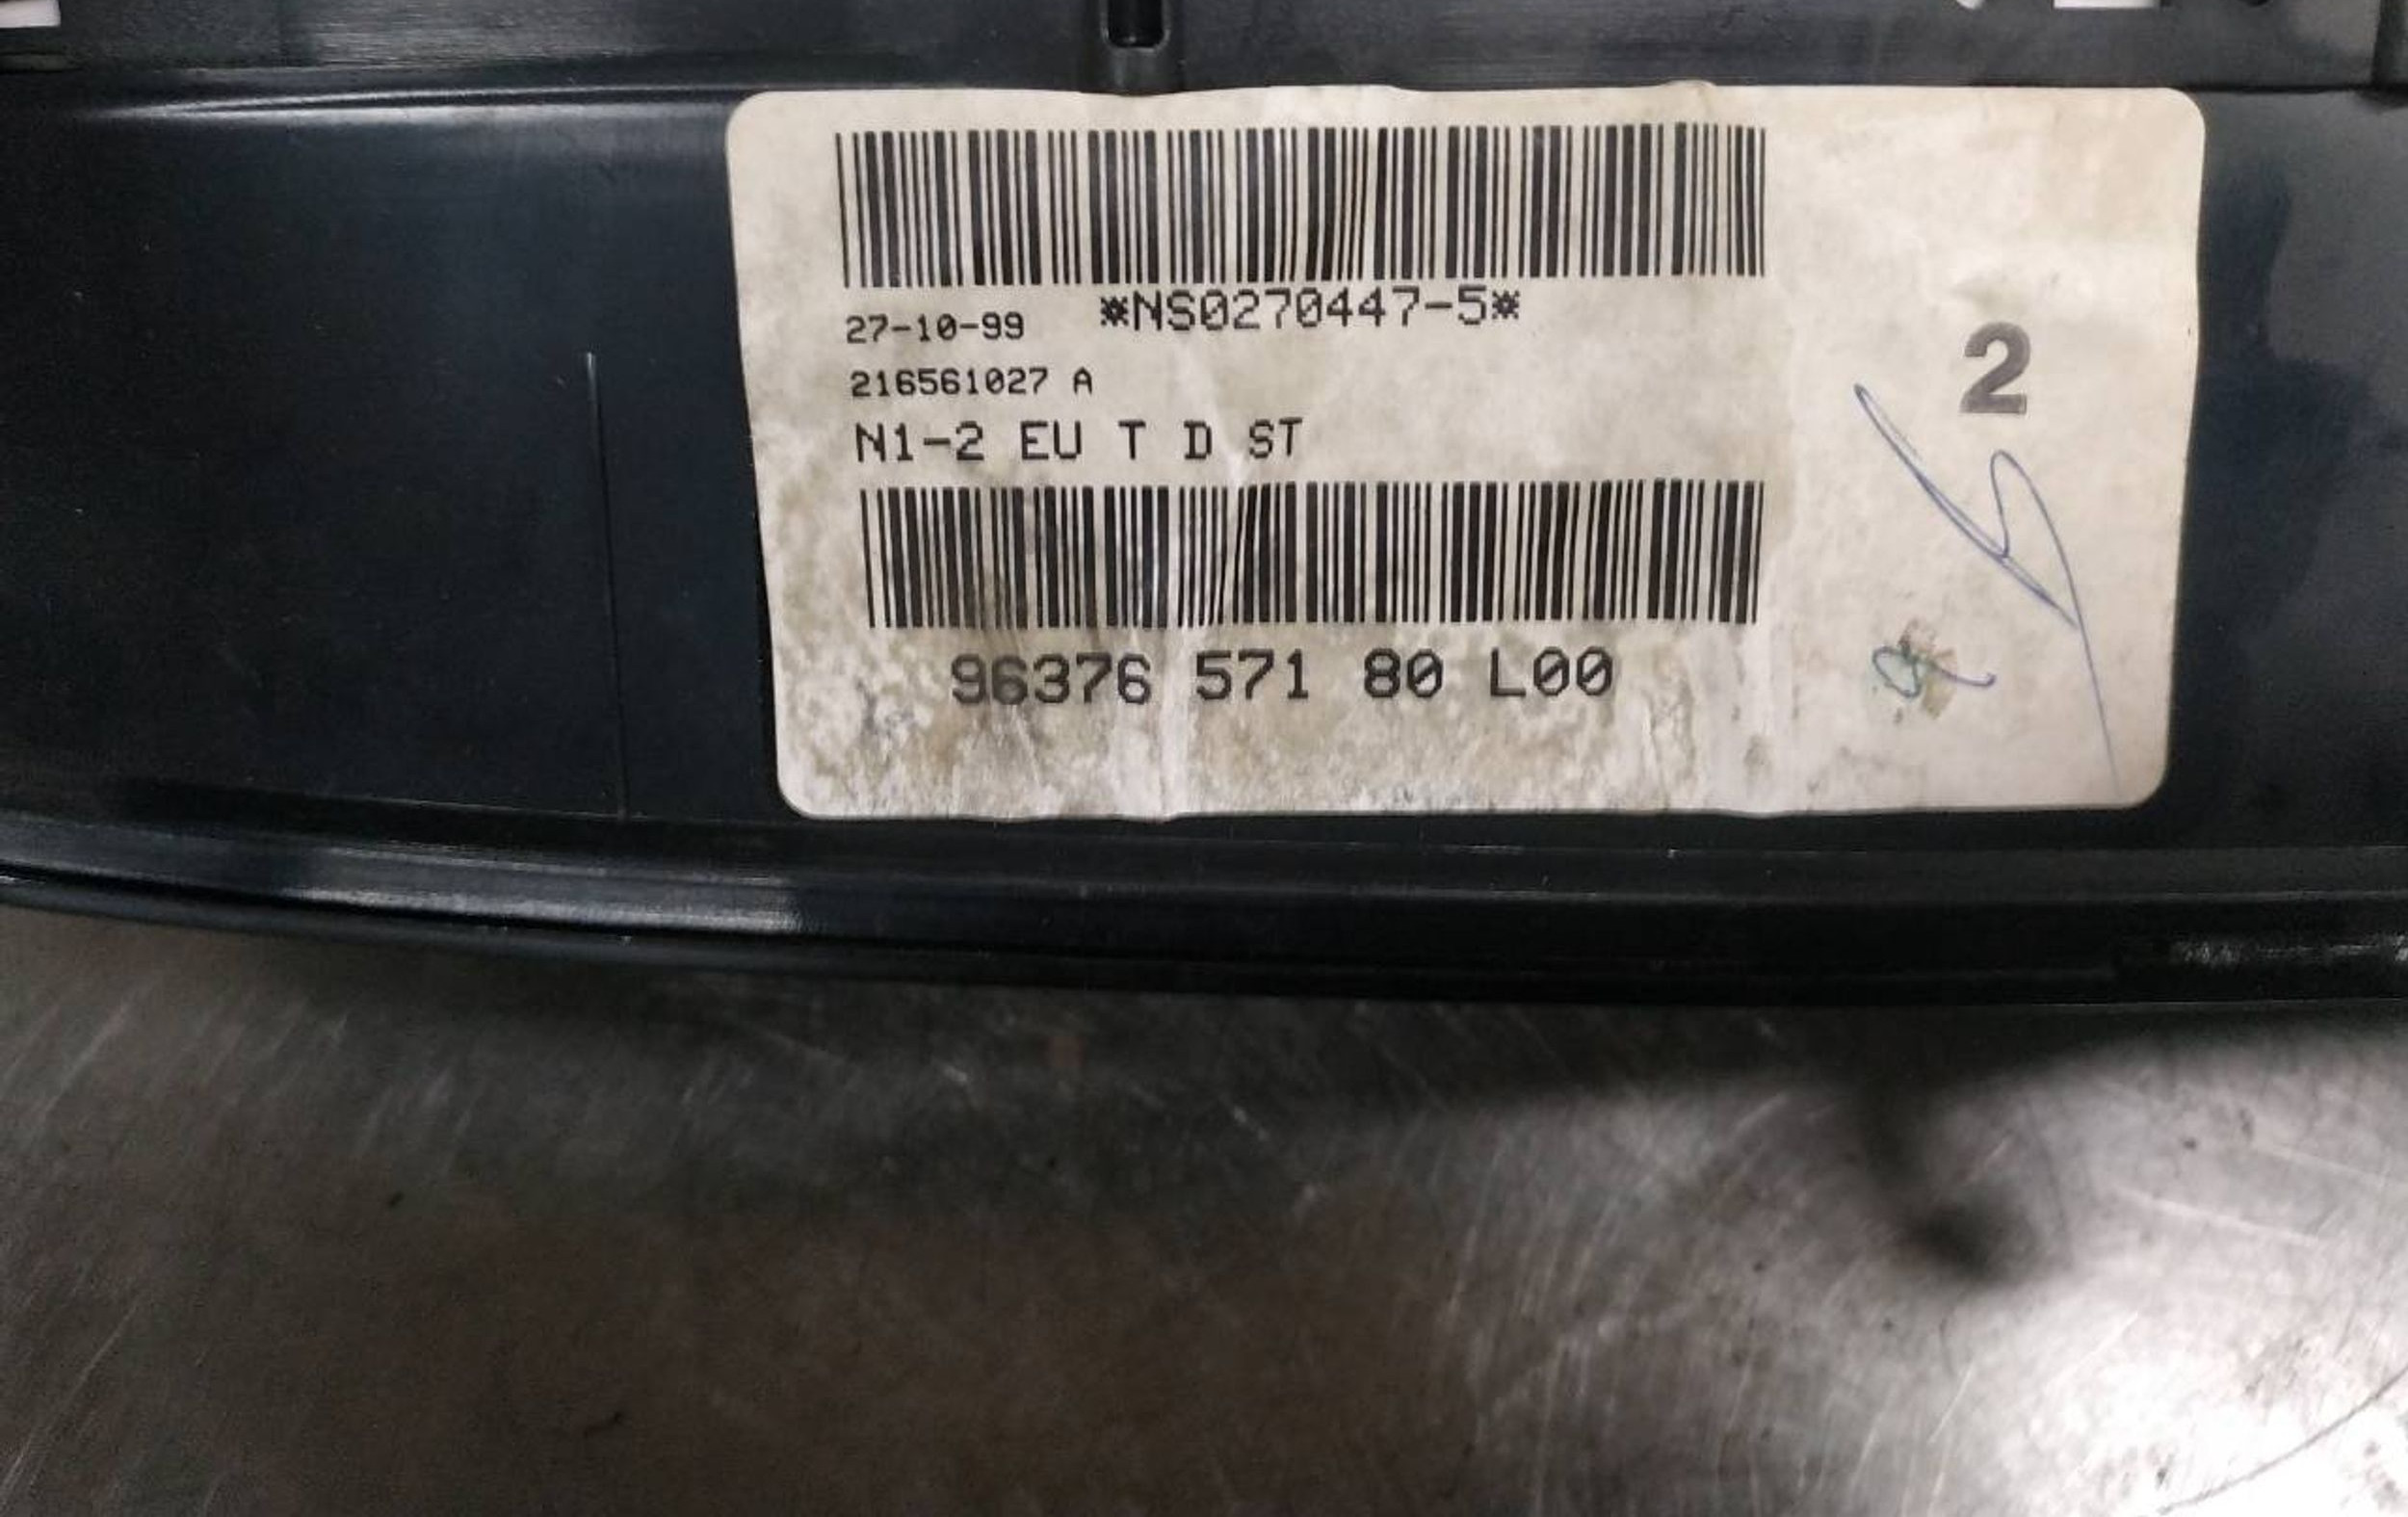 27-10-99 *NS0270447-5*
216561027 A
N1-2 EU T D ST
96376 571 80 L00
2